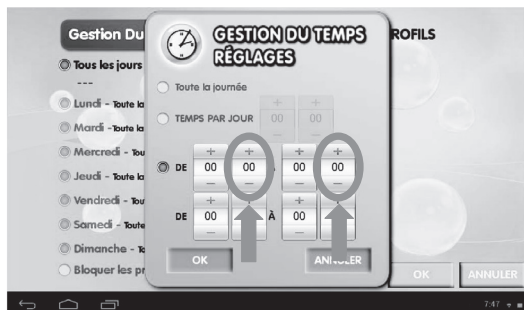 Gestion Du
ROFILS
GESTION DU TEMPS
RÉGLAGES
Tous les jours
---
Lundi - Toute la
Mardi - Toute la
Mercredi - Tou
Jeudi - Toute la
Vendredi - Tou
Samedi - Toute
Dimanche - To
Bloquer les pr
Toute la journée
+ +
TEMPS PAR JOUR 00 00
- -
+ + + +
DE 00 00 00 00
- - - -
+ +
DE 00 À 00
- -
OK ANNULER
OK ANNULER
7:47